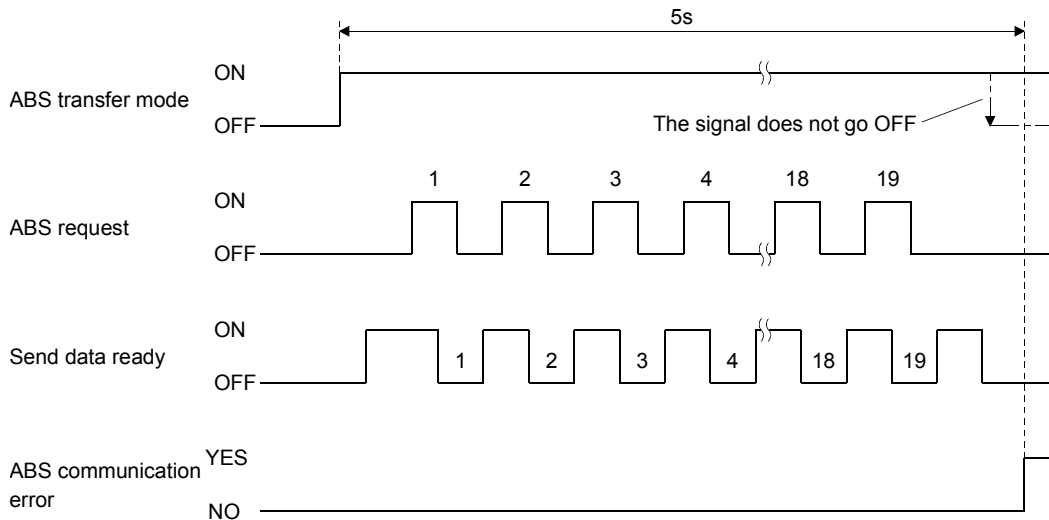 5s
ON
ABS transfer mode
OFF
The signal does not go OFF
1 2 3 4 18 19
ON
ABS request
OFF
ON
Send data ready
1 2 3 4 18 19
OFF
YES
ABS communication
error
NO